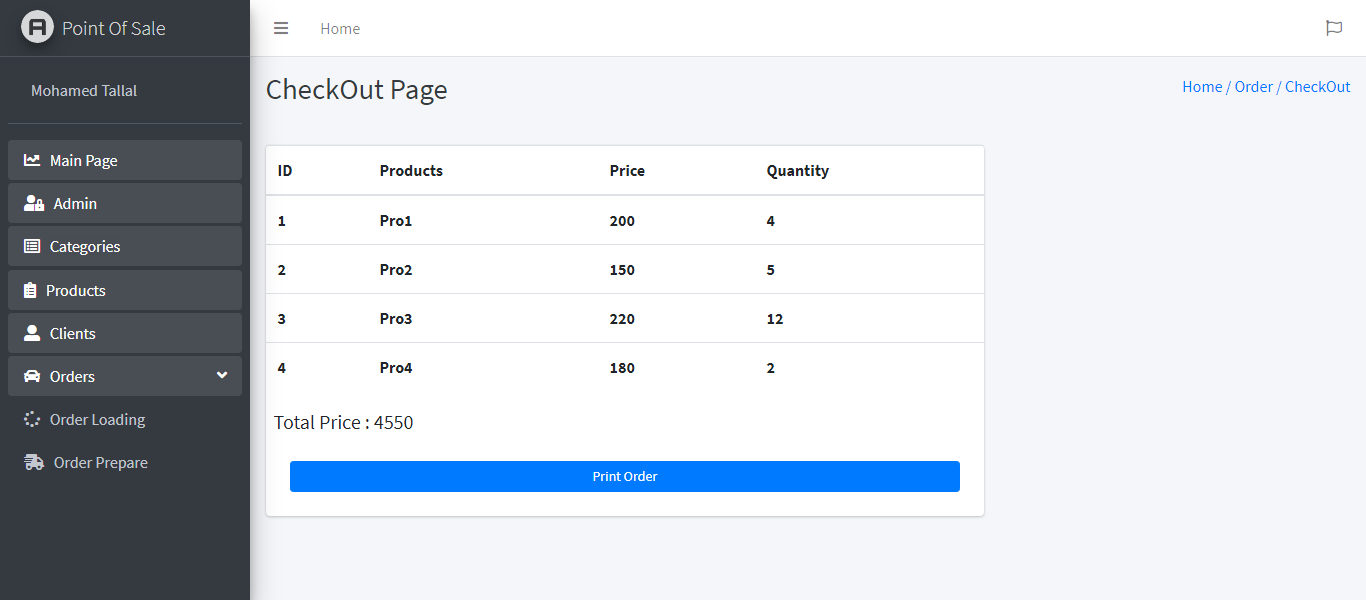 Point Of Sale
Home
Mohamed Tallal
Main Page
Admin
Categories
Products
Clients
Orders
Order Loading
Order Prepare
CheckOut Page
Home / Order / CheckOut
ID Products Price Quantity
1 Pro1 200 4
2 Pro2 150 5
3 Pro3 220 12
4 Pro4 180 2
Total Price : 4550
Print Order